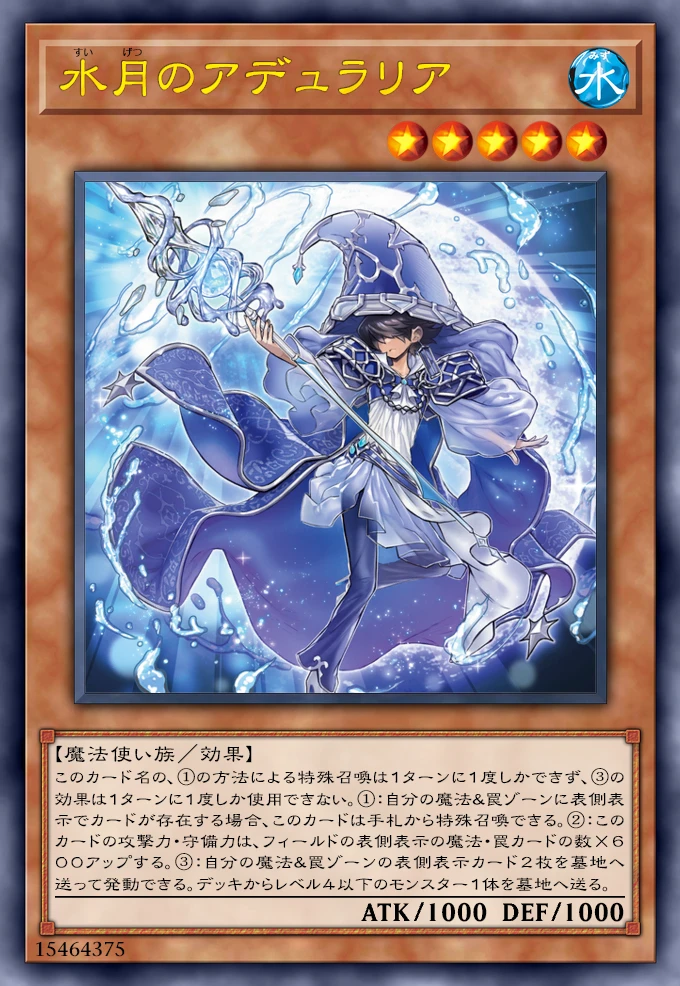 すい げつ
水月のアデュラリア
みず
水
【魔法使い族/効果】
このカード名の、①の方法による特殊召喚は1ターンに1度しかできず、③の
効果は1ターンに1度しか使用できない。①:自分の魔法&罠ゾーンに表側表
示でカードが存在する場合、このカードは手札から特殊召喚できる。②:この
カードの攻撃力・守備力は、フィールドの表側表示の魔法・罠カードの数×6
00アップする。③:自分の魔法&罠ゾーンの表側表示カード2枚を墓地へ
送って発動できる。デッキからレベル4以下のモンスター1体を墓地へ送る。
ATK/1000 DEF/1000
15464375